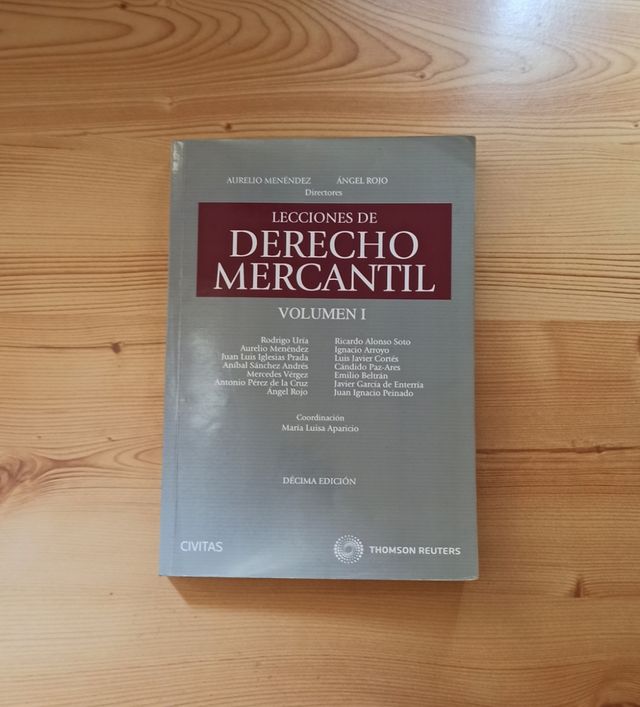 AURELIO MENÉNDEZ ÁNGEL ROJO
Directores
LECCIONES DE
DERECHO
MERCANTIL
VOLUMEN I
Rodrigo Uría
Aurelio Menéndez
Juan Luis Iglesias Prada
Aníbal Sánchez Andrés
Mercedes Vérgez
Antonio Pérez de la Cruz
Ángel Rojo
Ricardo Alonso Soto
Ignacio Arroyo
Luis Javier Cortés
Cándido Paz-Ares
Emilio Beltrán
Javier García de Enterría
Juan Ignacio Peinado
Coordinación
María Luisa Aparicio
DÉCIMA EDICIÓN
CIVITAS
THOMSON REUTERS